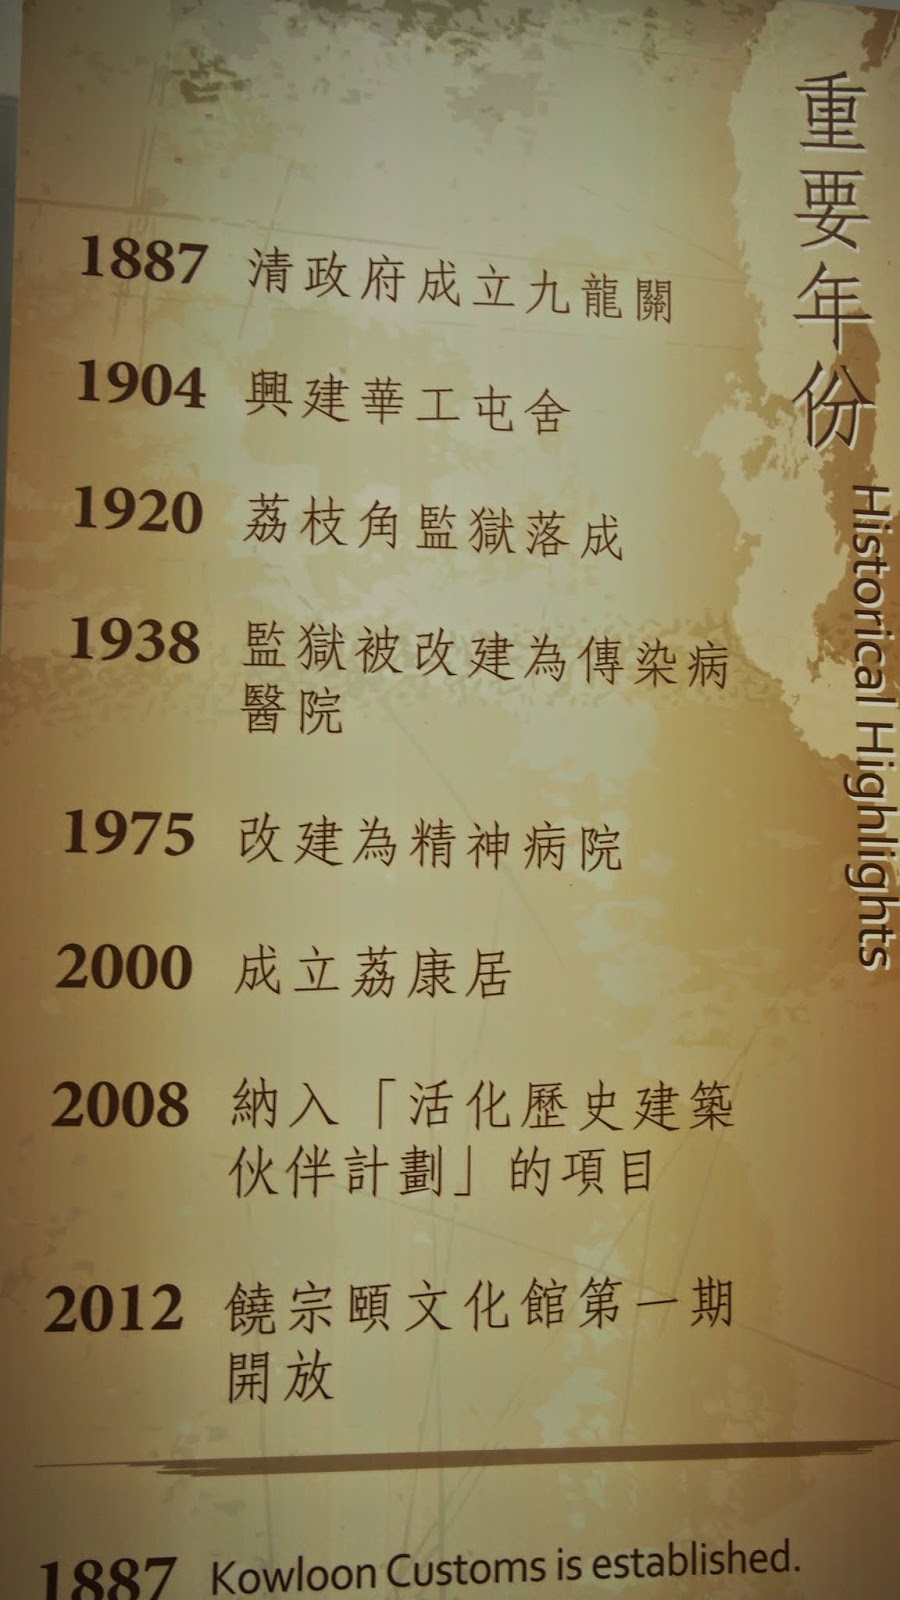 重要年份
Historical Highlights
1887 清政府成立九龍關
1904 興建華工屯舍
1920 荔枝角監獄落成
1938 監獄被改建為傳染病
醫院
1975 改建為精神病院
2000 成立荔康居
2008 納入「活化歷史建築
伙伴計劃」的項目
2012 饒宗頤文化館第一期
開放
1887 Kowloon Customs is established.